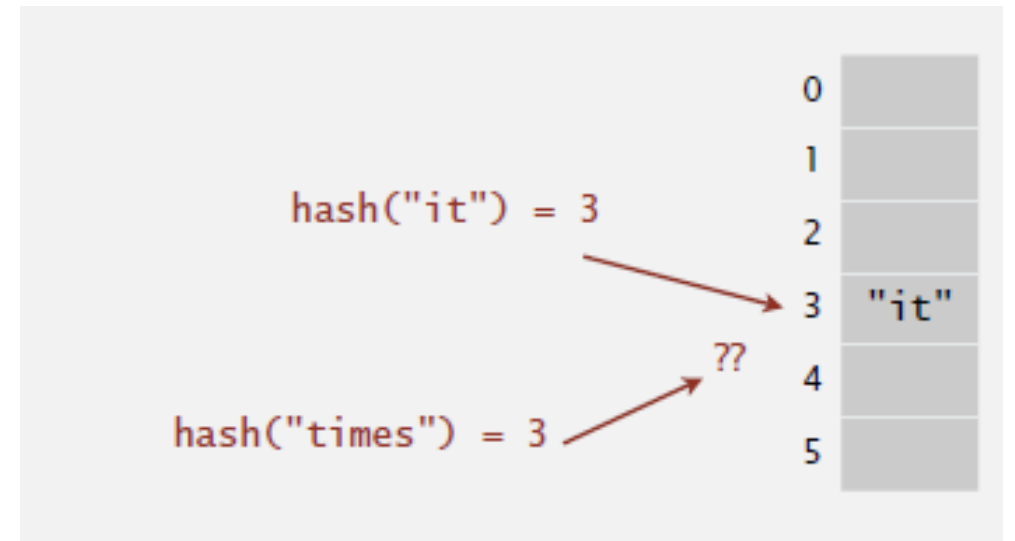 0
1
hash("it") = 3
2
3 "it"
??
4
hash("times") = 3
5